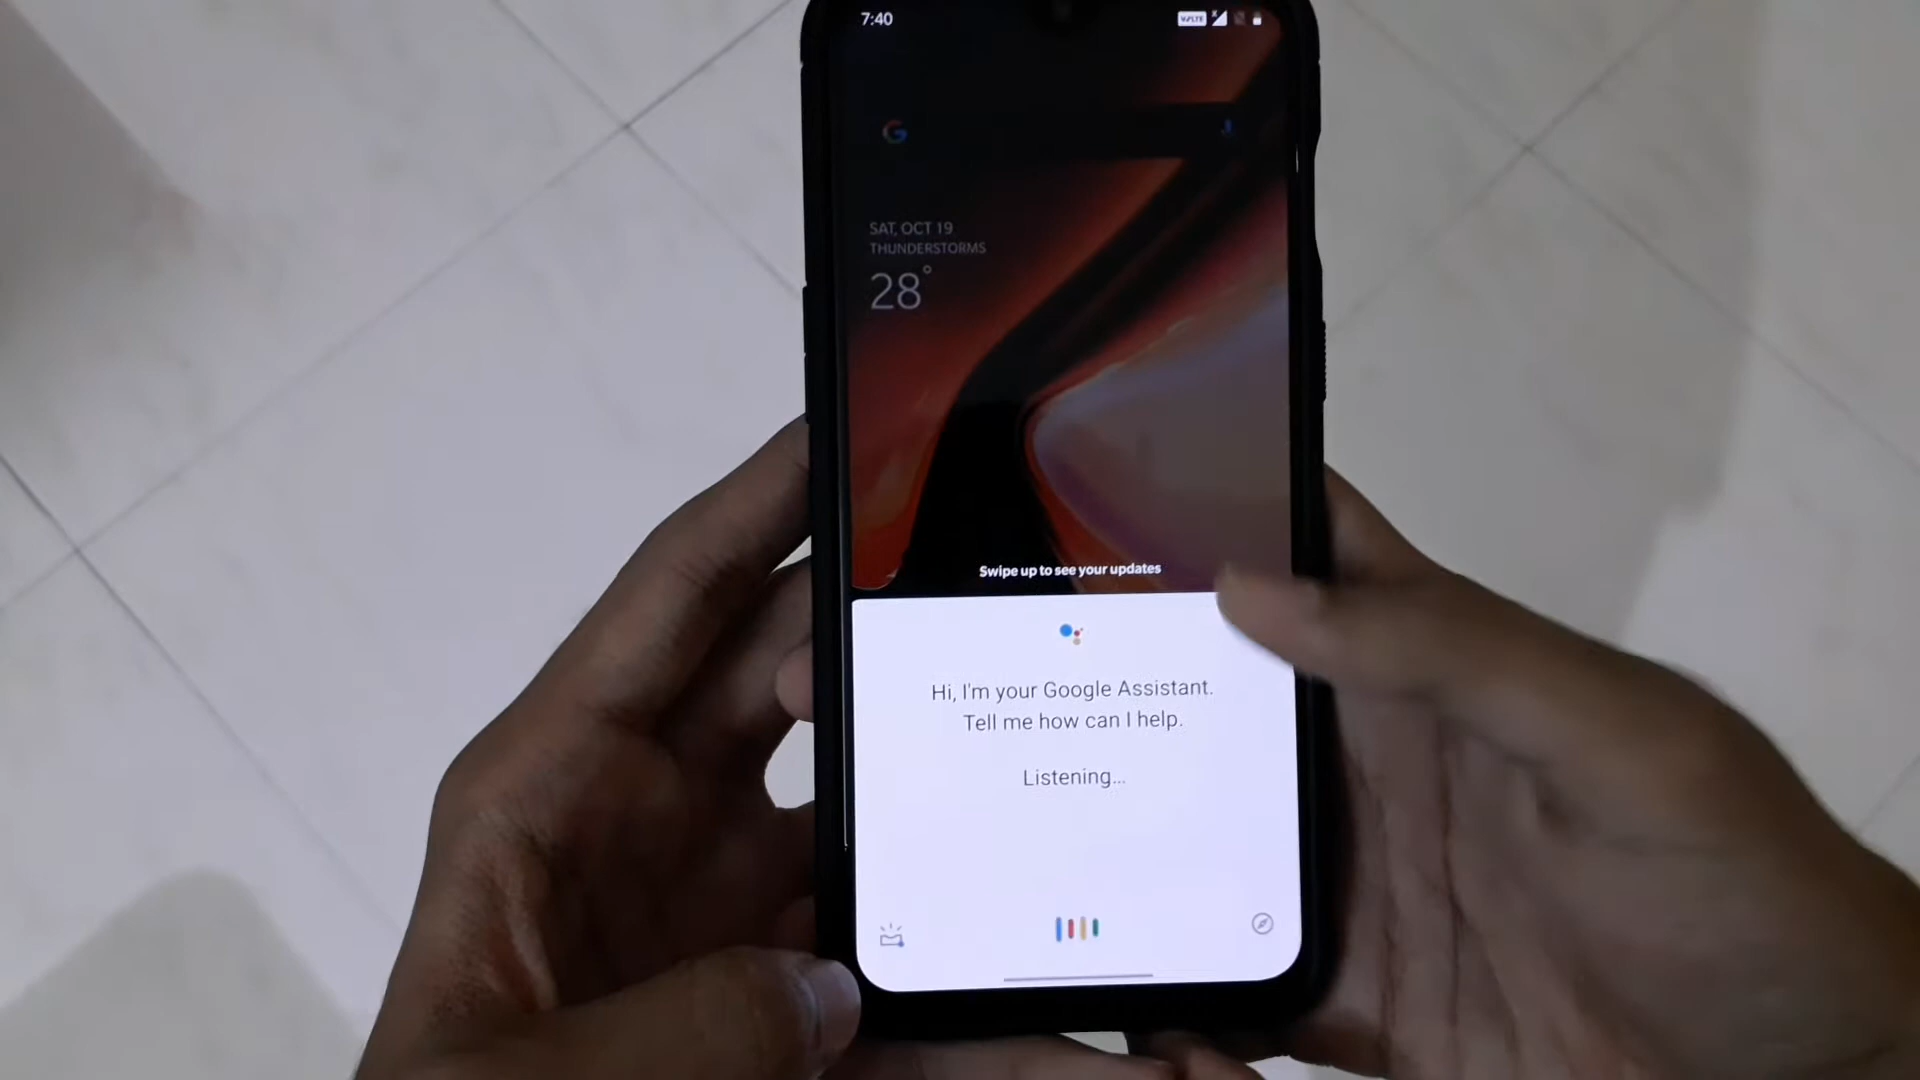 7:40
VoLTE
G
SAT, OCT 19
THUNDERSTORMS
28°
Swipe up to see your updates
Hi, I'm your Google Assistant.
Tell me how can I help.
Listening...